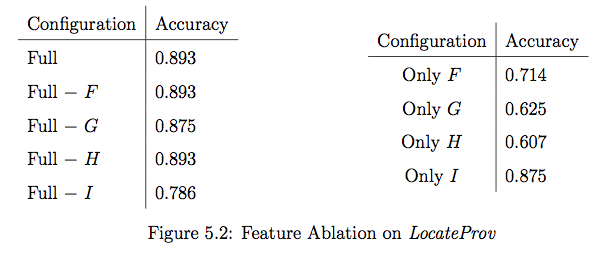 Configuration Accuracy
Full 0.893
Full − F 0.893
Full − G 0.875
Full − H 0.893
Full − I 0.786
Configuration Accuracy
Only F 0.714
Only G 0.625
Only H 0.607
Only I 0.875
Figure 5.2: Feature Ablation on LocateProv